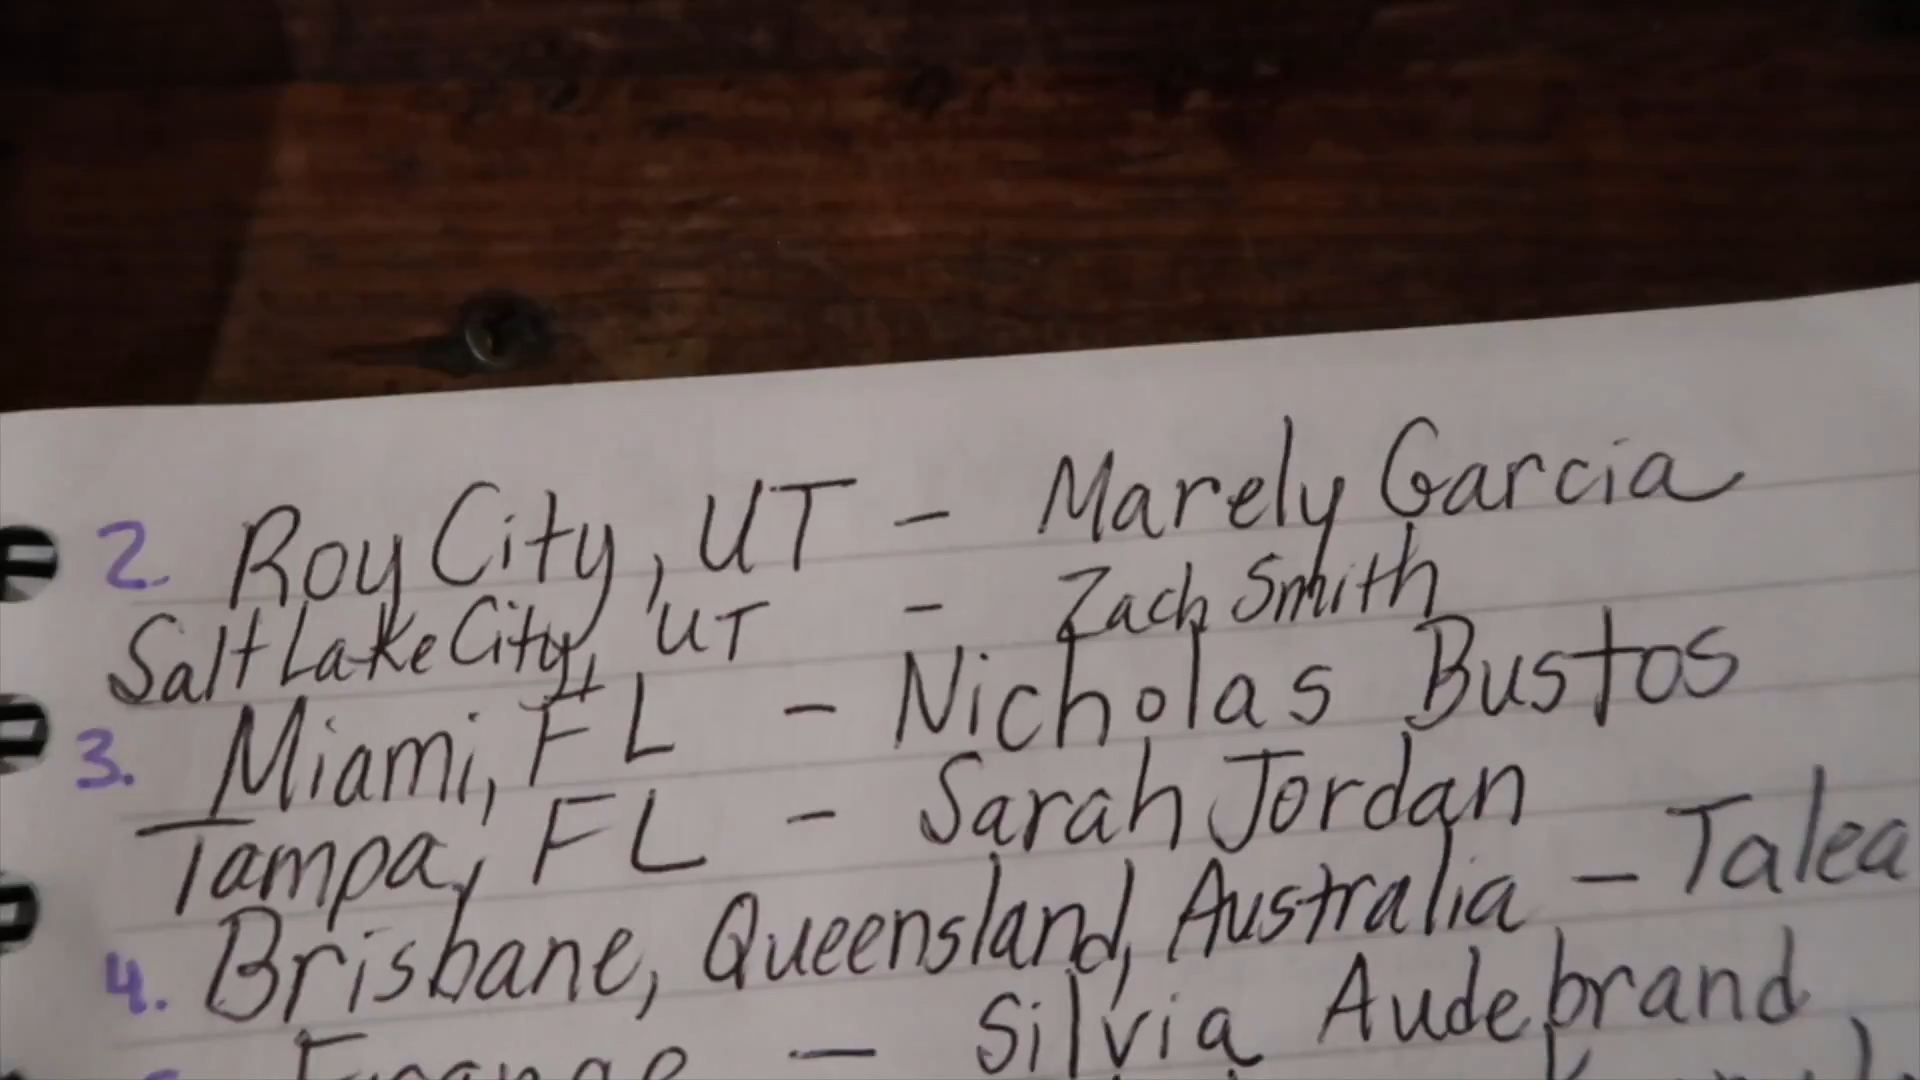 2. Roy City, UT - Marely Garcia
Salt Lake City, UT - Zach Smith
3. Miami, FL - Nicholas Bustos
Tampa, FL - Sarah Jordan
4. Brisbane, Queensland, Australia - Talea
France - Silvia Audebrand